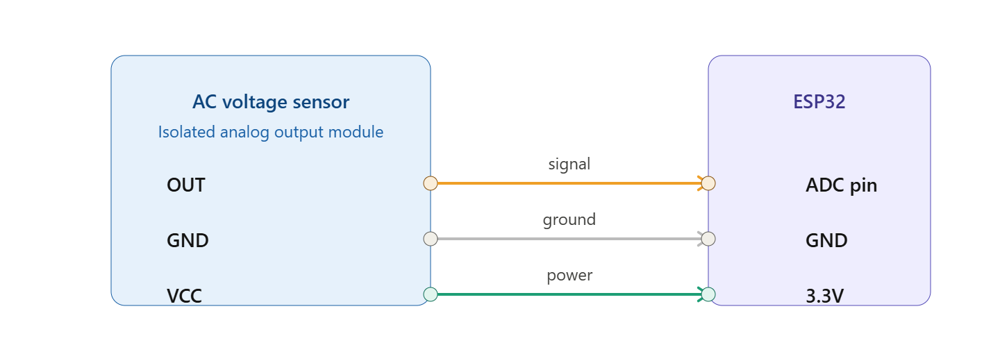 AC voltage sensor
Isolated analog output module
ESP32
signal
OUT
ADC pin
ground
GND
GND
power
VCC
3.3V